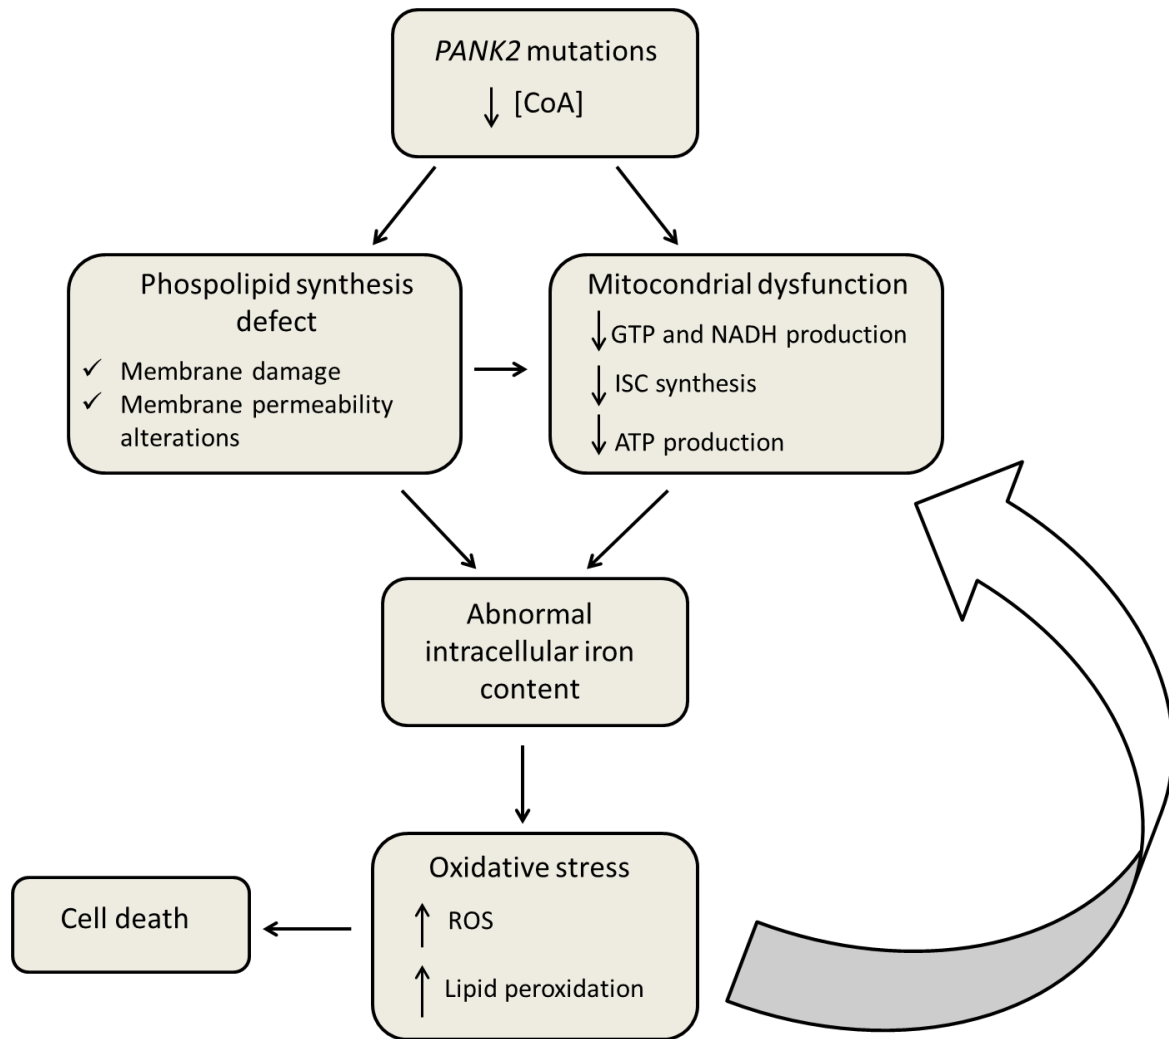 PANK2 mutations
↓ [CoA]
Phospolipid synthesis
defect
✓ Membrane damage
✓ Membrane permeability
alterations
Mitocondrial dysfunction
↓ GTP and NADH production
↓ ISC synthesis
↓ ATP production
Abnormal
intracellular iron
content
Oxidative stress
↑ ROS
↑ Lipid peroxidation
Cell death